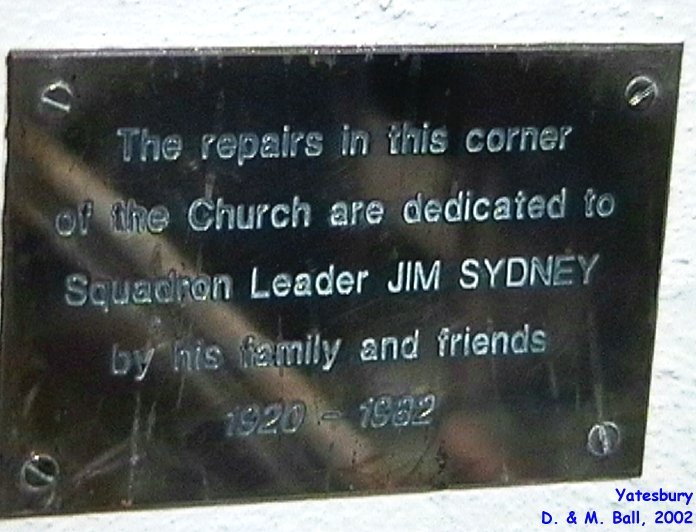 The repairs in this corner
of the Church are dedicated to
Squadron Leader JIM SYDNEY
by his family and friends
1920 - 1982
Yatesbury
D. & M. Ball, 2002